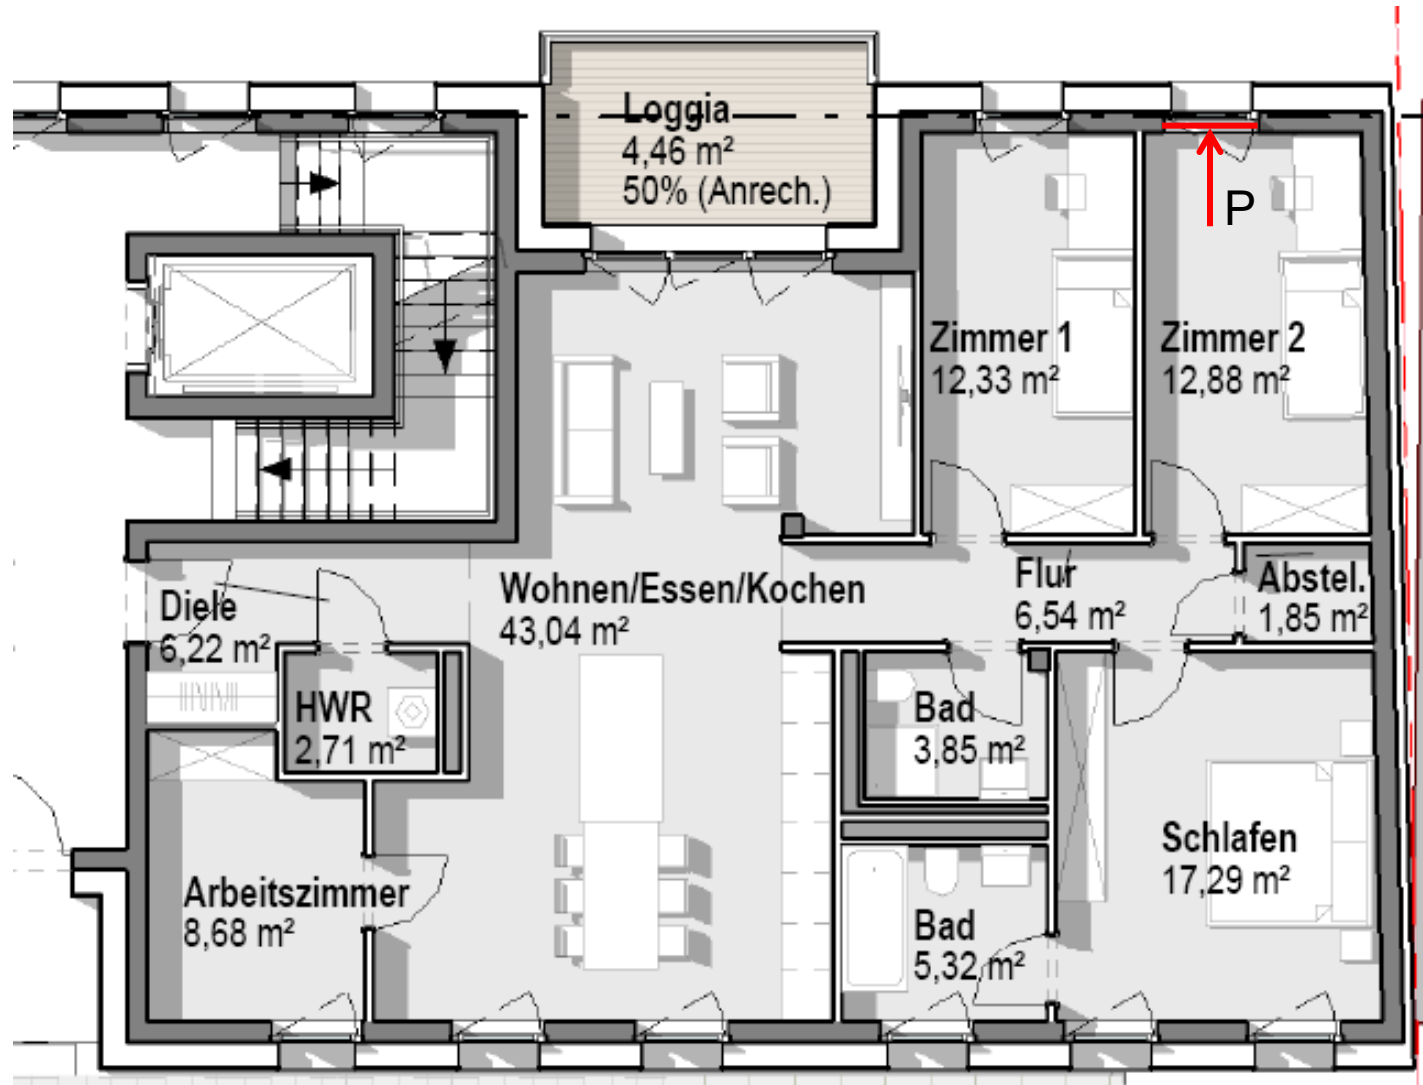 Loggia
4,46 m²
50% (Anrech.)
P
Zimmer 1
12,33 m²
Zimmer 2
12,88 m²
Diele
6,22 m²
Wohnen/Essen/Kochen
43,04 m²
Flur
6,54 m²
Abstel.
1,85 m²
HWR
2,71 m²
Bad
3,85 m²
Arbeitszimmer
8,68 m²
Bad
5,32 m²
Schlafen
17,29 m²